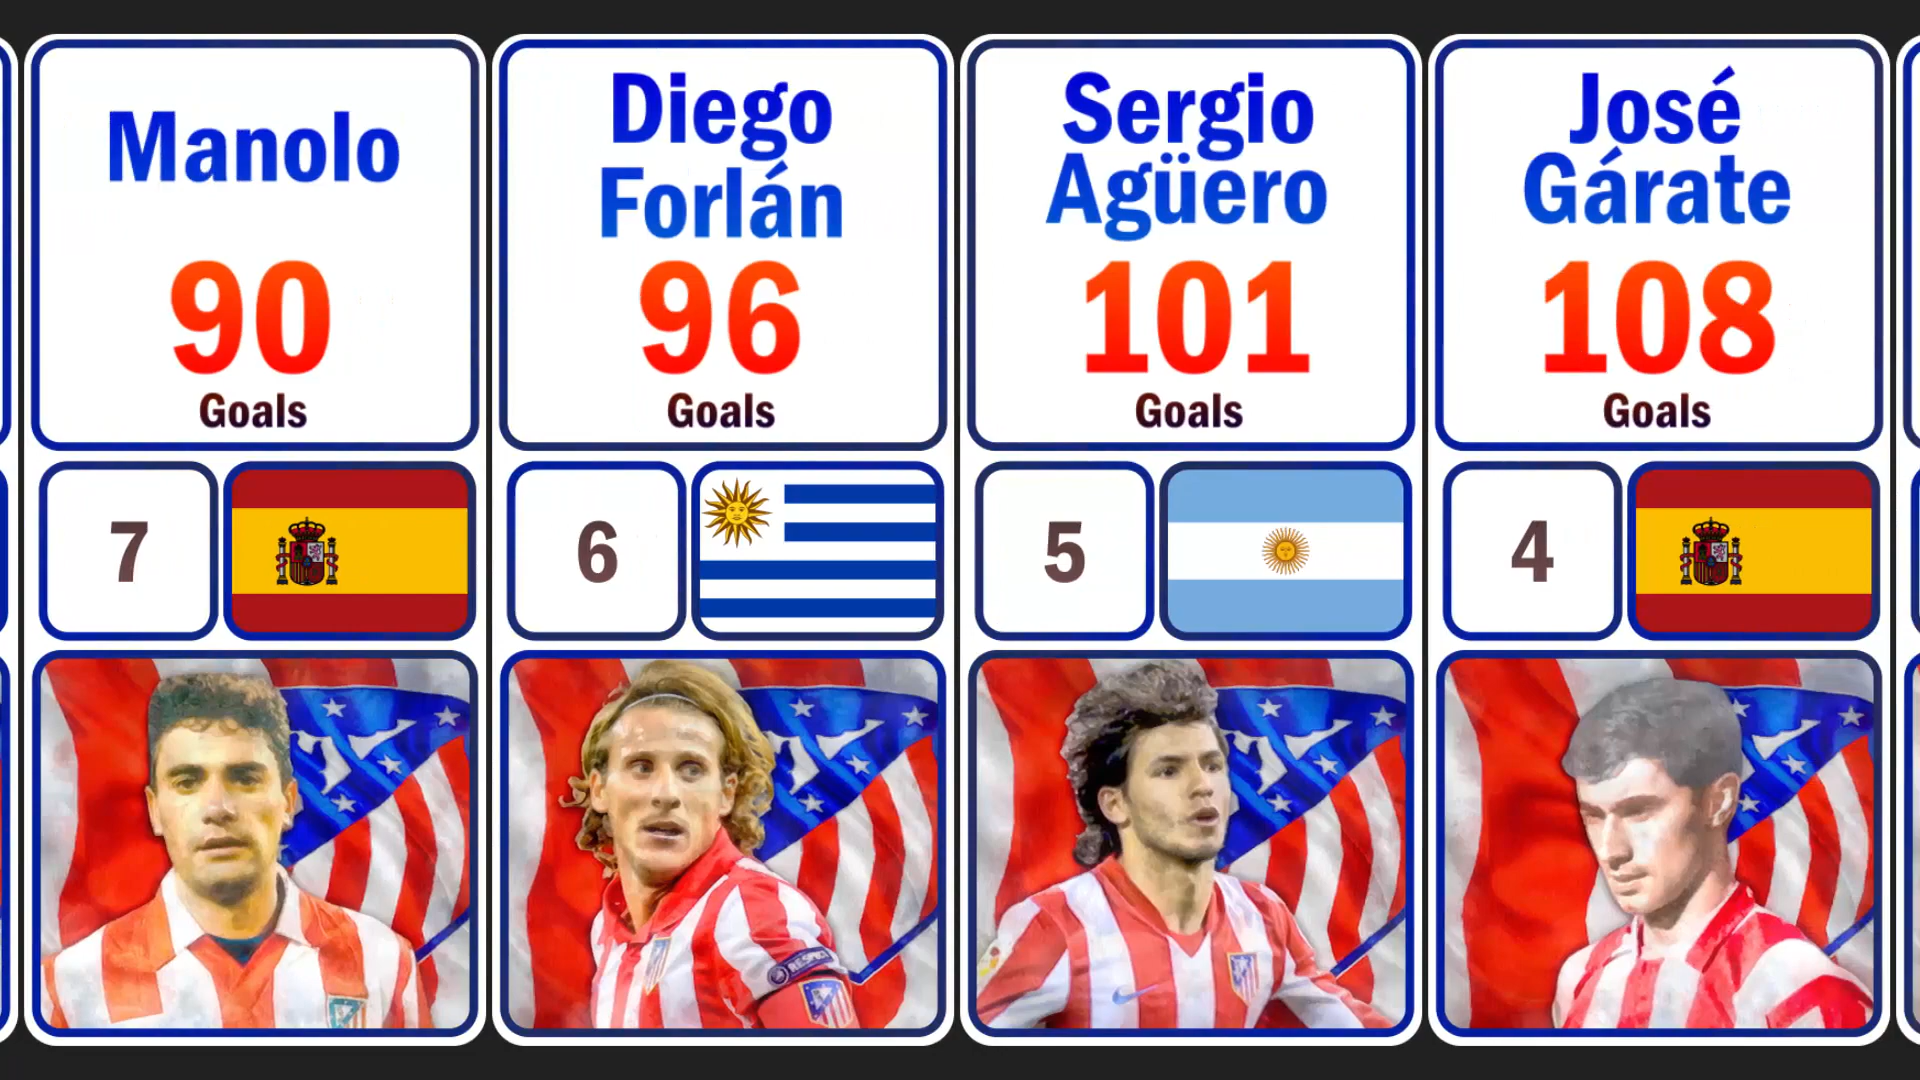 Manolo
90
Goals
7
Diego
Forlán
96
Goals
6
RESPECT
Sergio
Agüero
101
Goals
5
José
Gárate
108
Goals
4